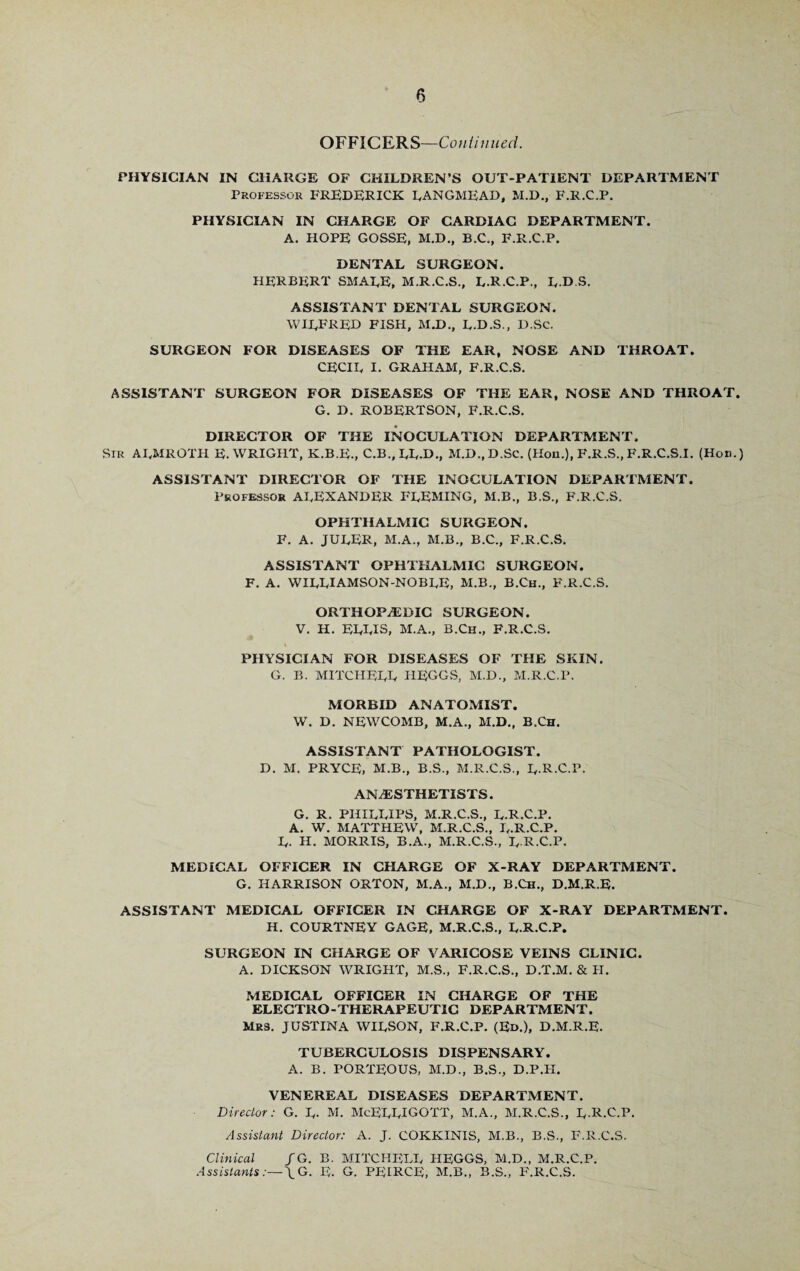 6
OFFICERS—Continued.
PHYSICIAN IN CHARGE OF CHILDREN'S OUT-PATIENT DEPARTMENT
Professor FREDERICK LANGMEAD, M.D., F.R.C.P.
PHYSICIAN IN CHARGE OF CARDIAC DEPARTMENT.
A. HOPE GOSSE, M.D., B.C., F.R.C.P.
DENTAL SURGEON.
HERBERT SMALE, M.R.C.S., L.R.C.P., L.D.S.
ASSISTANT DENTAL SURGEON.
WILFRED FISH, M.D., L.D.S., D.Sc.
SURGEON FOR DISEASES OF THE EAR, NOSE AND THROAT.
CECIL I. GRAHAM, F.R.C.S.
ASSISTANT SURGEON FOR DISEASES OF THE EAR, NOSE AND THROAT.
G. D. ROBERTSON, F.R.C.S.
DIRECTOR OF THE INOCULATION DEPARTMENT.
Sir ALMROTH E. WRIGHT, K.B.E., C.B., LL.D., M.D., D.Sc. (Hon.), F.R.S., F.R.C.S.I. (Hon.)
ASSISTANT DIRECTOR OF THE INOCULATION DEPARTMENT.
Professor ALEXANDER FLEMING, M.B., B.S., F.R.C.S.
OPHTHALMIC SURGEON.
F. A. JULER, M.A., M.B., B.C., F.R.C.S.
ASSISTANT OPHTHALMIC SURGEON.
F. A. WILLIAMSON-NOBLE, M.B., B.Ch., F.R.C.S.
ORTHOPÆDIC SURGEON.
V. H. ELLIS, M.A., B.Ch., F.R.C.S.
PHYSICIAN FOR DISEASES OF THE SKIN.
G. B. MITCHELL HEGGS, M.D., M.R.C.P.
MORBID ANATOMIST.
W. D. NEWCOMB, M.A., M.D., B.Ch.
ASSISTANT PATHOLOGIST.
D. M. PRYCE, M.B., B.S., M.R.C.S., L.R.C.P.
ANÆSTHETISTS.
G. R. PHILLIPS, M.R.C.S., L.R.C.P.
A. W. MATTHEW, M.R.C.S., L.R.C.P.
L. H. MORRIS, B.A., M.R.C.S., L.R.C.P.
MEDICAL OFFICER IN CHARGE OF X-RAY DEPARTMENT.
G. HARRISON ORTON, M.A., M.D., B.Ch., D.M.R.E.
ASSISTANT MEDICAL OFFICER IN CHARGE OF X-RAY DEPARTMENT.
H. COURTNEY GAGE, M.R.C.S., L.R.C.P.
SURGEON IN CHARGE OF VARICOSE VEINS CLINIC.
A. DICKSON WRIGHT, M.S., F.R.C.S., D.T.M. & H.
MEDICAL OFFICER IN CHARGE OF THE
ELECTRO-THERAPEUTIC DEPARTMENT.
Mrs. JUSTINA WILSON, F.R.C.P. (Ed.), D.M.R.E.
TUBERCULOSIS DISPENSARY.
A. B. PORTEOUS, M.D., B.S., D.P.H.
VENEREAL DISEASES DEPARTMENT.
Director: G. L. M. McELLIGOTT, M.A., M.R.C.S., L.R.C.P.
Assistant Director: A. J. COKKINIS, M.B., B.S., F.R.C.S.
Clinical { G. B. MITCHELL HEGGS, M.D., M.R.C.P.
Assistants:— { G. E. G. PEIRCE, M.B., B.S., F.R.C.S.